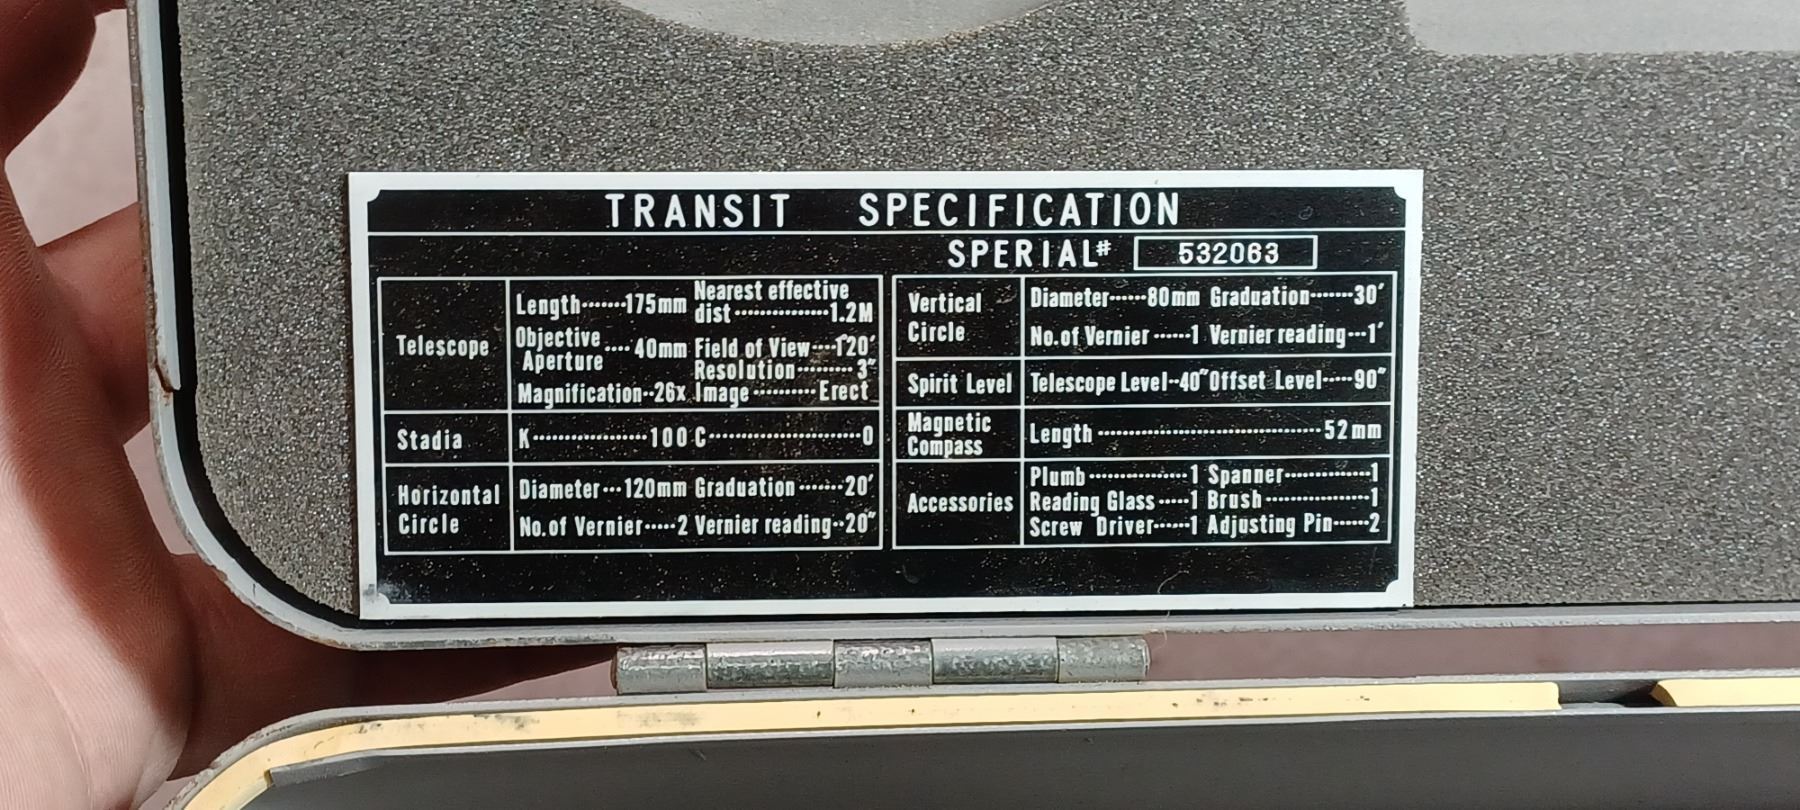 TRANSIT SPECIFICATION
SPERIAL# 532063
Telescope
Length·······175mm Nearest effective
dist················1.2M
Objective
Aperture ····40mm Field of View····1°20′
Resolution·········3″
Magnification··26x Image·········Erect
Stadia
K··················100 C························0
Horizontal
Circle
Diameter···120mm Graduation·······20′
No.of Vernier·····2 Vernier reading··20″
Vertical
Circle
Diameter······80mm Graduation·······30′
No.of Vernier······1 Vernier reading···1′
Spirit Level
Telescope Level··40″Offset Level·····90″
Magnetic
Compass
Length····································52mm
Accessories
Plumb················1 Spanner··············1
Reading Glass·····1 Brush·················1
Screw Driver······1 Adjusting Pin······2